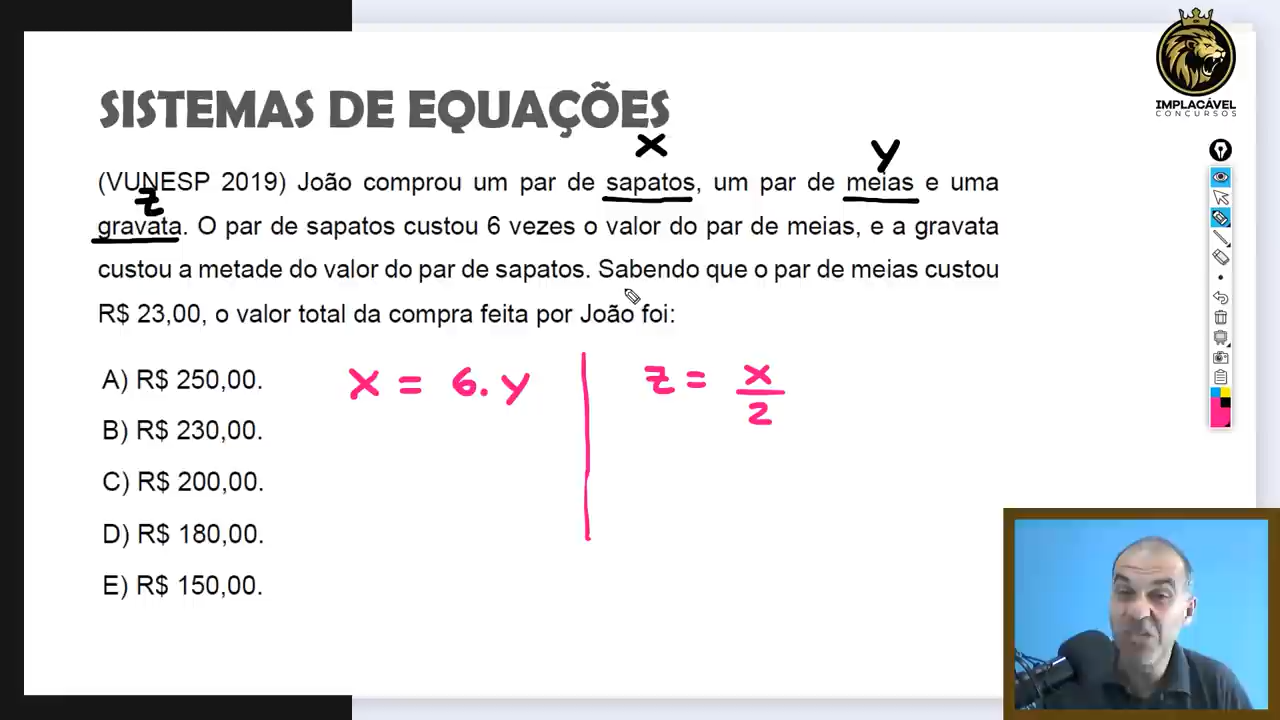 IMPLACÁVEL
CONCURSOS
SISTEMAS DE EQUAÇÕES
x
y
(VUNESP 2019) João comprou um par de sapatos, um par de meias e uma
z
gravata. O par de sapatos custou 6 vezes o valor do par de meias, e a gravata
custou a metade do valor do par de sapatos. Sabendo que o par de meias custou
R$ 23,00, o valor total da compra feita por João foi:
A) R$ 250,00.
x = 6.y
z = x/2
B) R$ 230,00.
C) R$ 200,00.
D) R$ 180,00.
E) R$ 150,00.